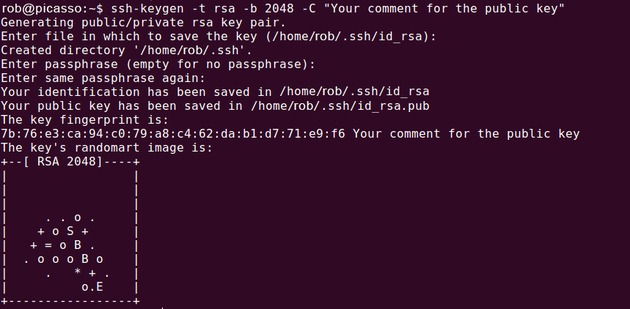 rob@picasso:~$ ssh-keygen -t rsa -b 2048 -C "Your comment for the public key"
Generating public/private rsa key pair.
Enter file in which to save the key (/home/rob/.ssh/id_rsa):
Created directory '/home/rob/.ssh'.
Enter passphrase (empty for no passphrase):
Enter same passphrase again:
Your identification has been saved in /home/rob/.ssh/id_rsa
Your public key has been saved in /home/rob/.ssh/id_rsa.pub
The key fingerprint is:
7b:76:e3:ca:94:c0:79:a8:c4:62:da:b1:d7:71:e9:f6 Your comment for the public key
The key's randomart image is:
+--[ RSA 2048]----+
|                 |
|                 |
|                 |
|     . . o .     |
|    + o S +      |
|   + = o B .     |
|  . o o o B o    |
|     .   * + .   |
|          o.E    |
+-----------------+